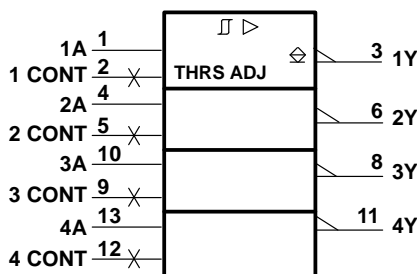 1A 1 3 1Y
1 CONT 2 THRS ADJ
2A 4 6 2Y
2 CONT 5
3A 10 8 3Y
3 CONT 9
4A 13 11 4Y
4 CONT 12